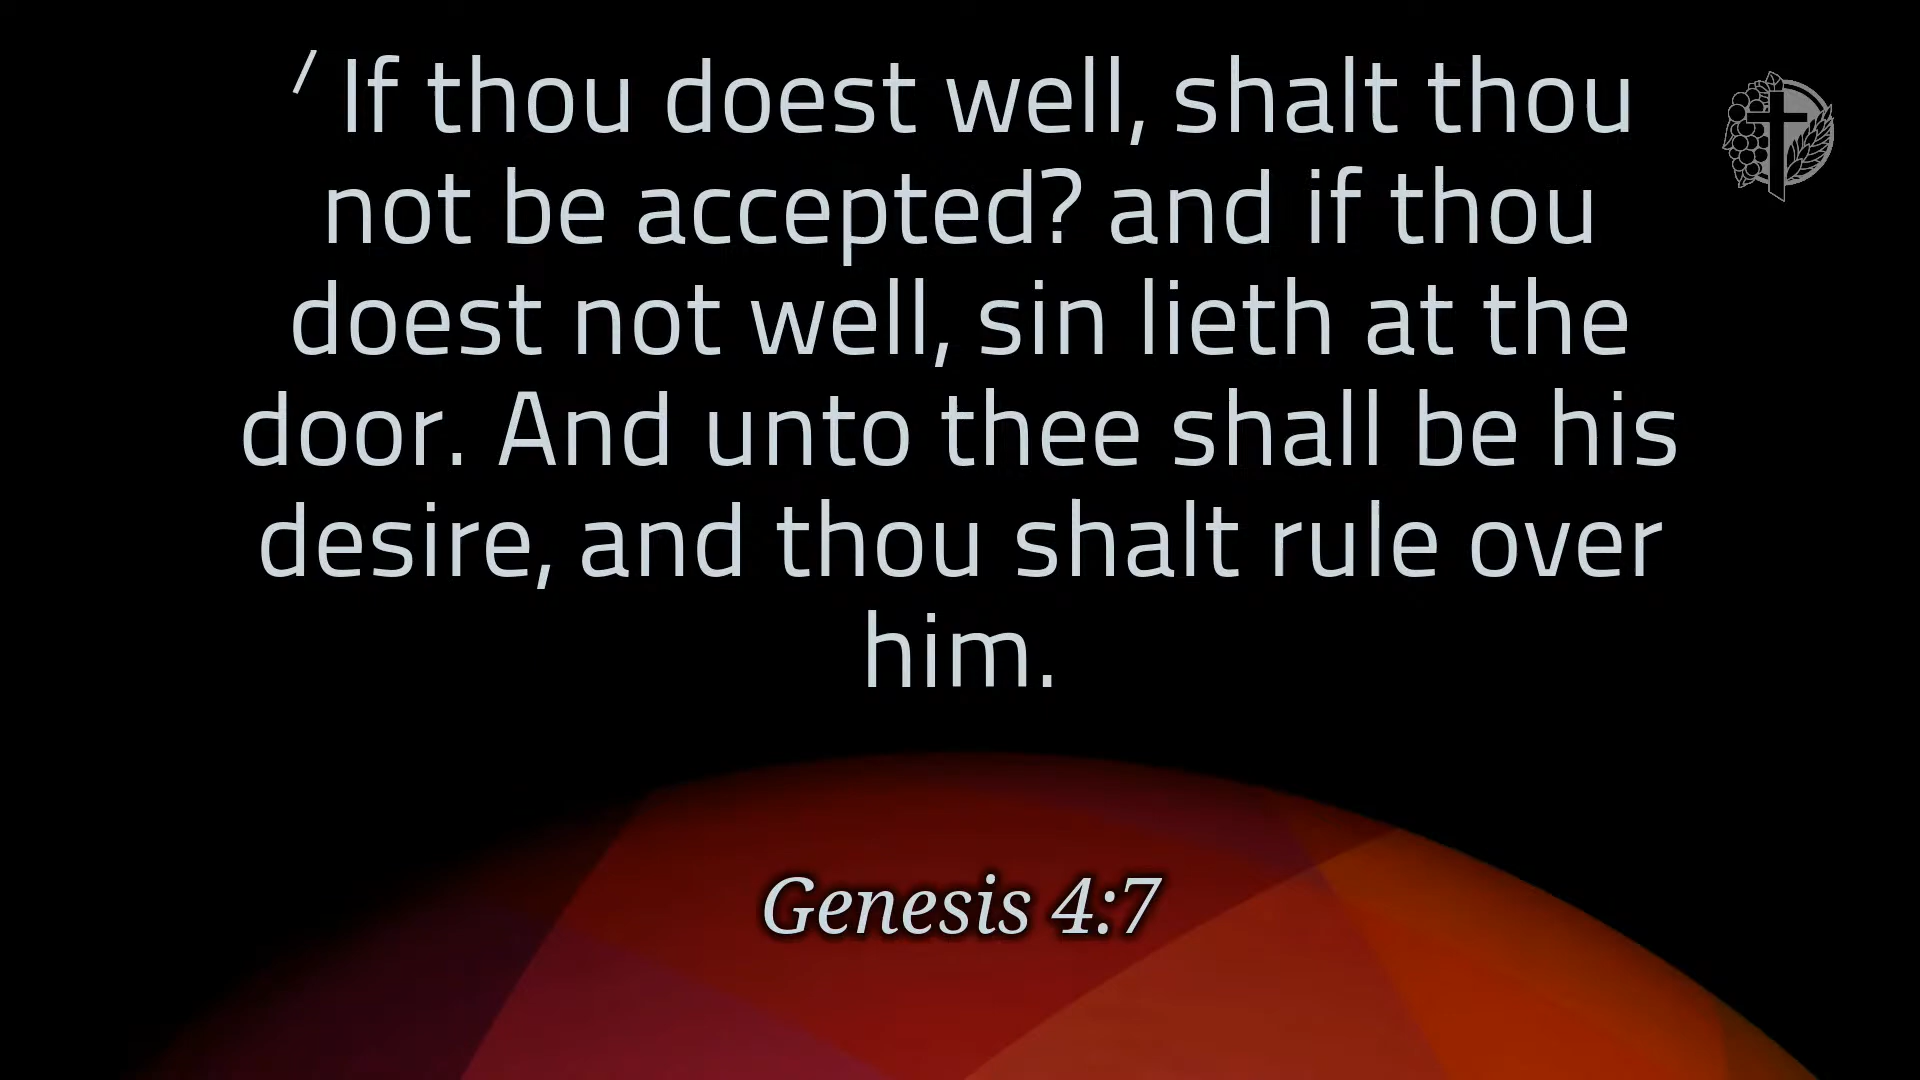 7 If thou doest well, shalt thou
not be accepted? and if thou
doest not well, sin lieth at the
door. And unto thee shall be his
desire, and thou shalt rule over
him.
Genesis 4:7